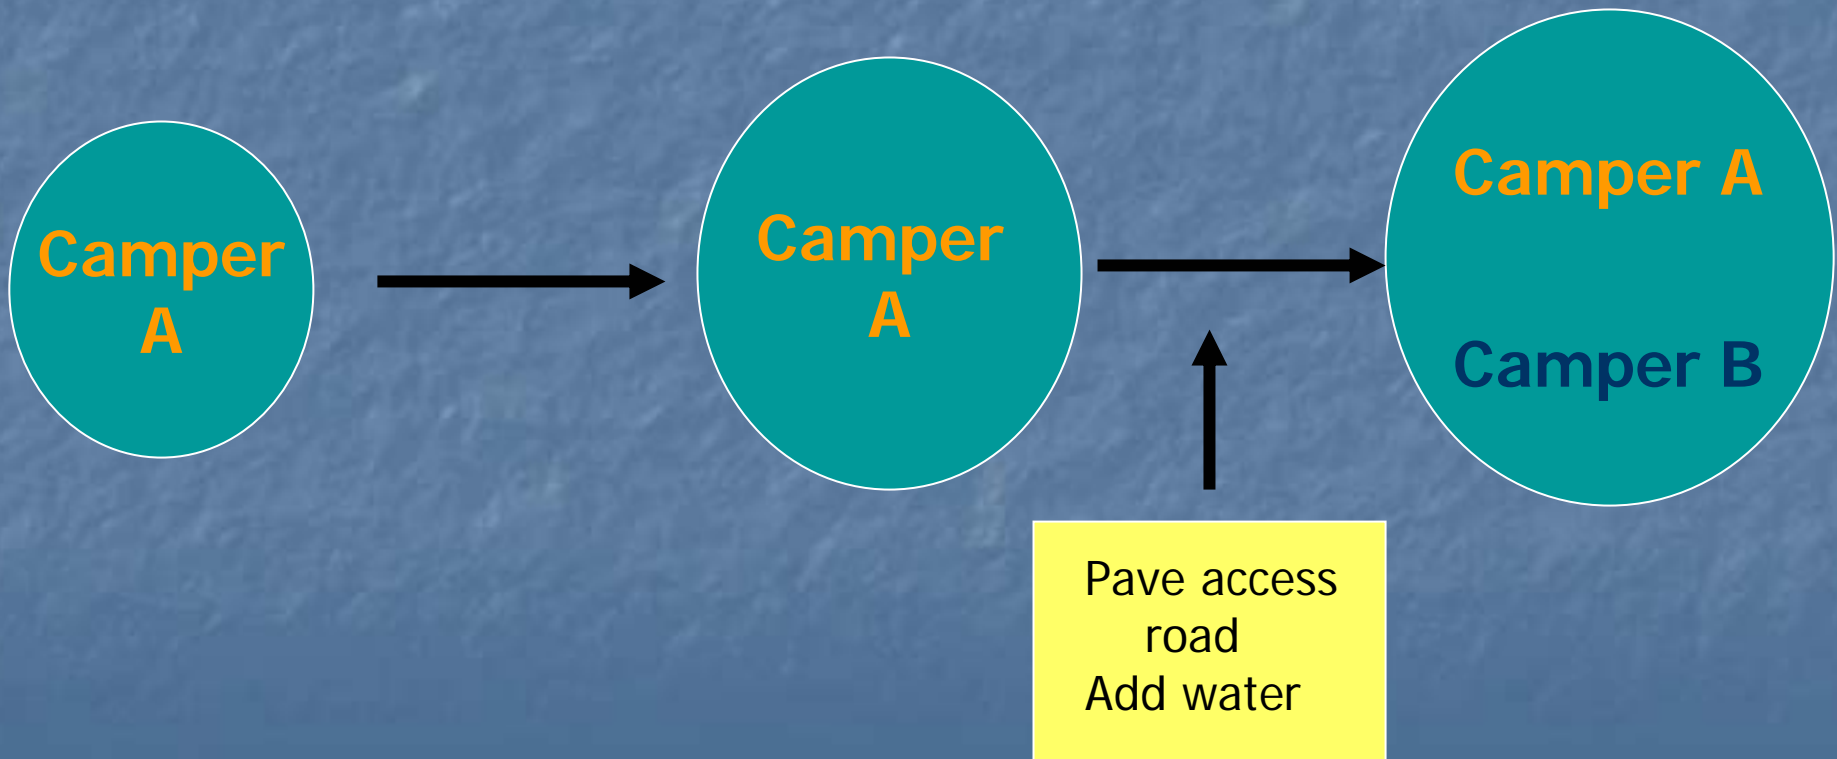 Camper
A
Camper
A
Camper A
Camper B
Pave access
road
Add water